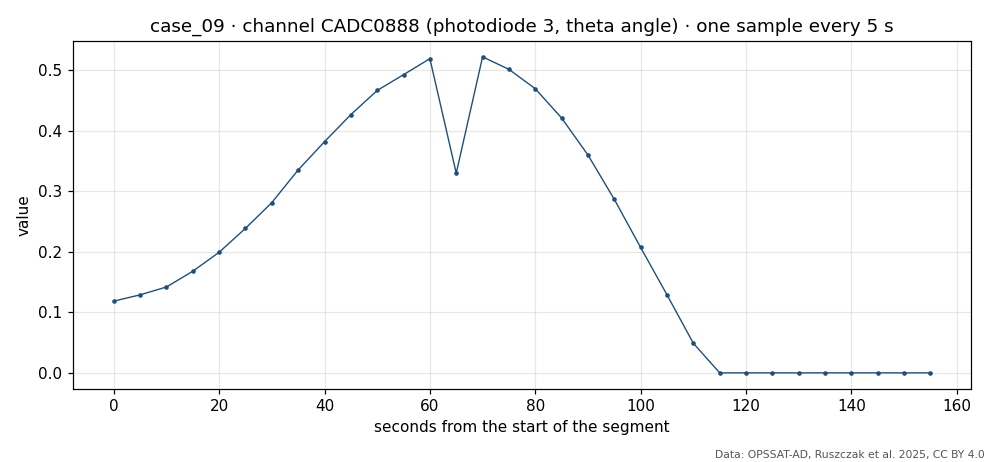 case_09 · channel CADC0888 (photodiode 3, theta angle) · one sample every 5 s
value
0.5
0.4
0.3
0.2
0.1
0.0
0 20 40 60 80 100 120 140 160
seconds from the start of the segment
Data: OPSSAT-AD, Ruszczak et al. 2025, CC BY 4.0